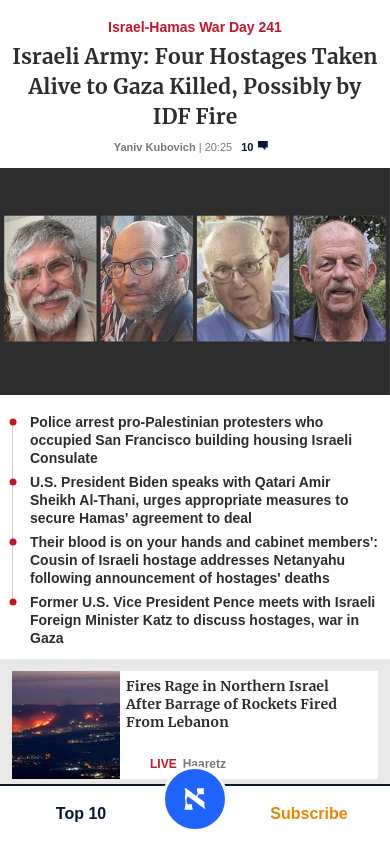 Israel-Hamas War Day 241
Israeli Army: Four Hostages Taken
Alive to Gaza Killed, Possibly by
IDF Fire
Yaniv Kubovich | 20:25 10
Police arrest pro-Palestinian protesters who
occupied San Francisco building housing Israeli
Consulate
U.S. President Biden speaks with Qatari Amir
Sheikh Al-Thani, urges appropriate measures to
secure Hamas' agreement to deal
Their blood is on your hands and cabinet members':
Cousin of Israeli hostage addresses Netanyahu
following announcement of hostages' deaths
Former U.S. Vice President Pence meets with Israeli
Foreign Minister Katz to discuss hostages, war in
Gaza
Fires Rage in Northern Israel
After Barrage of Rockets Fired
From Lebanon
LIVE Haaretz
Top 10
א
Subscribe